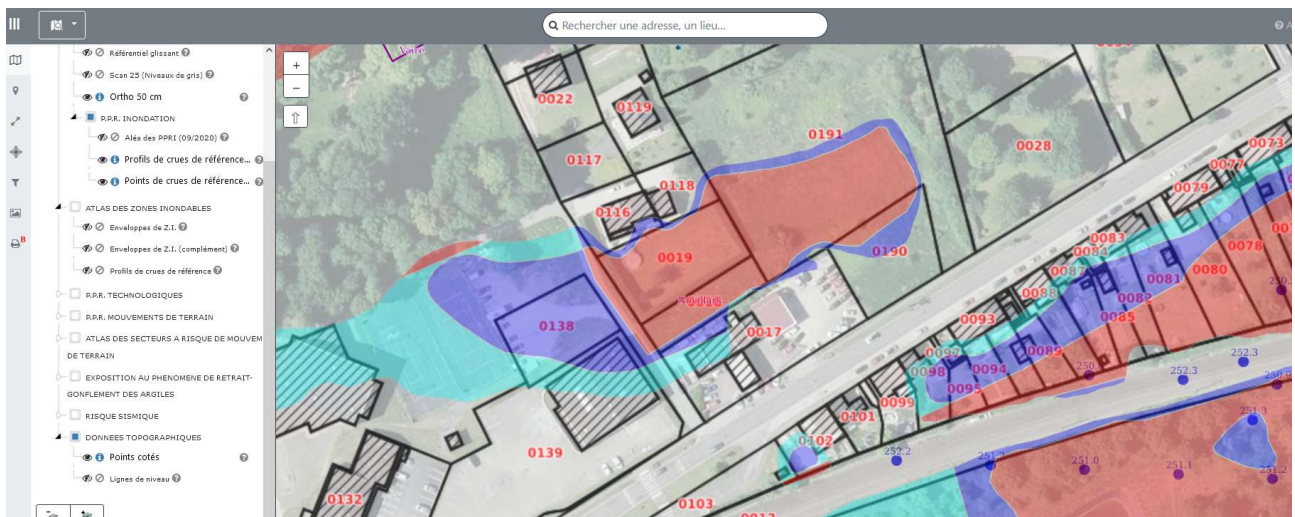 Rechercher une adresse, un lieu...
Référentiel glissant
Scan 25 (Niveaux de gris)
Ortho 50 cm
P.P.R. INONDATION
Aléa des PPRI (09/2020)
Profils de crues de référence...
Points de crues de référence...
ATLAS DES ZONES INONDABLES
Enveloppes de Z.I.
Enveloppes de Z.I. (complément)
Profils de crues de référence
P.P.R. TECHNOLOGIQUES
P.P.R. MOUVEMENTS DE TERRAIN
ATLAS DES SECTEURS A RISQUE DE MOUVEM
DE TERRAIN
EXPOSITION AU PHENOMENE DE RETRAIT-
GONFLEMENT DES ARGILES
RISQUE SISMIQUE
DONNEES TOPOGRAPHIQUES
Points cotés
Lignes de niveau
0022
0119
0191
0028
0073
0077
0117
0079
0118
0116
0083
0084
0190
0019
0087
0081
0078
0080
0088
0082
0138
0085
0017
0093
0089
252.3
0098
0094
252.3
0095
0099
251.3
0101
0102
252.2
251.2
251.0
251.1
251.2
0139
0132
0103